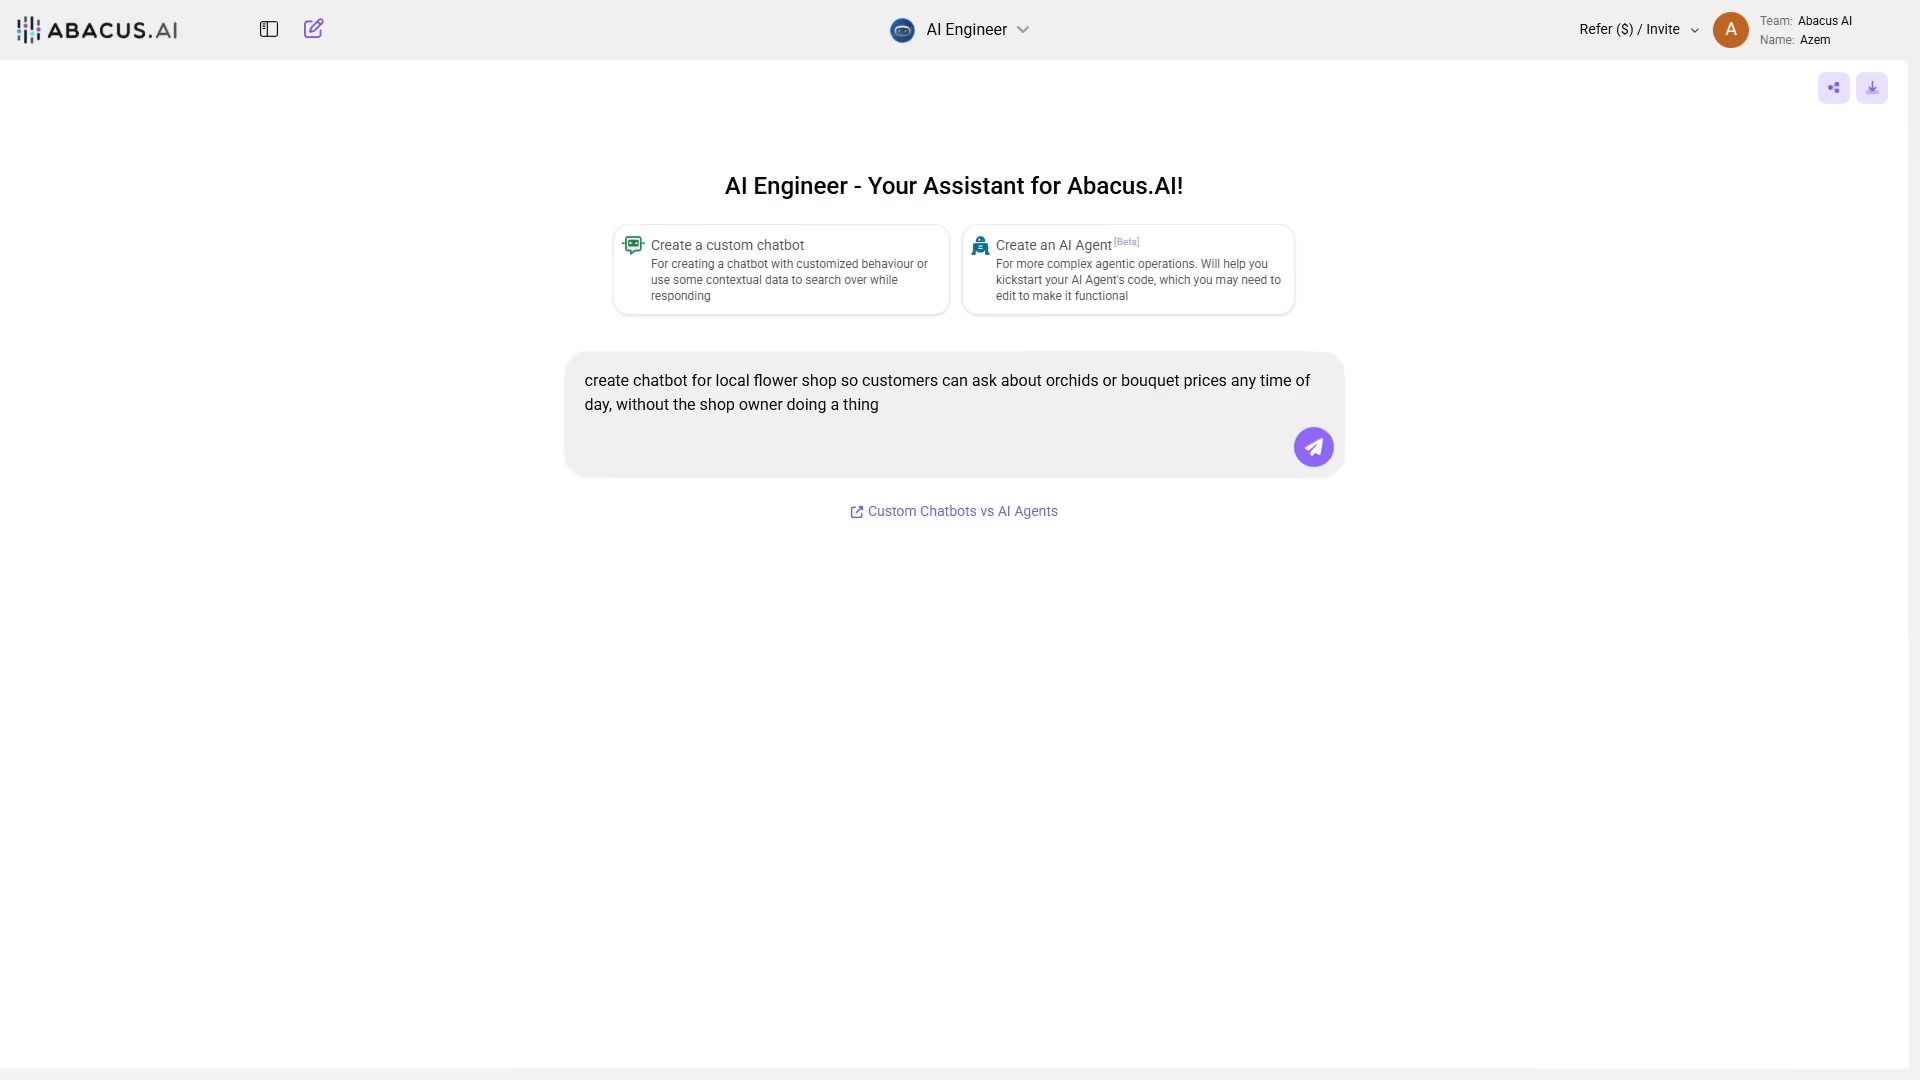 ABACUS.AI
AI Engineer
Refer ($) / Invite
A
Team: Abacus AI
Name: Azem
AI Engineer - Your Assistant for Abacus.AI!
Create a custom chatbot
For creating a chatbot with customized behaviour or
use some contextual data to search over while
responding
Create an AI Agent [Beta]
For more complex agentic operations. Will help you
kickstart your AI Agent's code, which you may need to
edit to make it functional
create chatbot for local flower shop so customers can ask about orchids or bouquet prices any time of
day, without the shop owner doing a thing
Custom Chatbots vs AI Agents